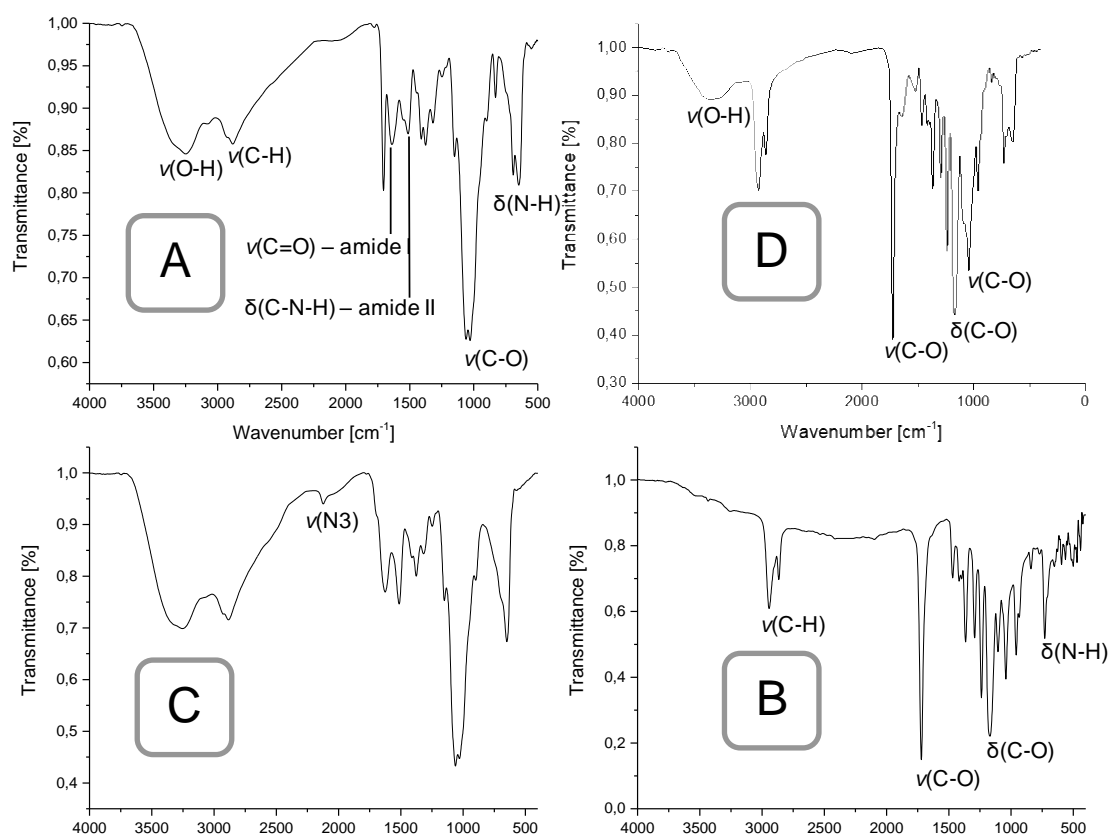 1,00
0,95
0,90
0,85
0,80
0,75
0,70
0,65
0,60
Transmittance [%]
ν(O-H)
ν(C-H)
δ(N-H)
ν(C=O) – amide I
δ(C-N-H) – amide II
ν(C-O)
A
4000 3500 3000 2500 2000 1500 1000 500
Wavenumber [cm-1]
1,00
0,90
0,80
0,70
0,60
0,50
0,40
0,30
Transmittance [%]
ν(O-H)
D
ν(C-O)
δ(C-O)
ν(C-O)
4000 3000 2000 1000 0
Wavenumber [cm-1]
1,0
0,9
0,8
0,7
0,6
0,5
0,4
Transmittance [%]
ν(N3)
C
4000 3500 3000 2500 2000 1500 1000 500
1,0
0,8
0,6
0,4
0,2
0,0
Transmittance [%]
ν(C-H)
δ(N-H)
B
δ(C-O)
ν(C-O)
4000 3500 3000 2500 2000 1500 1000 500